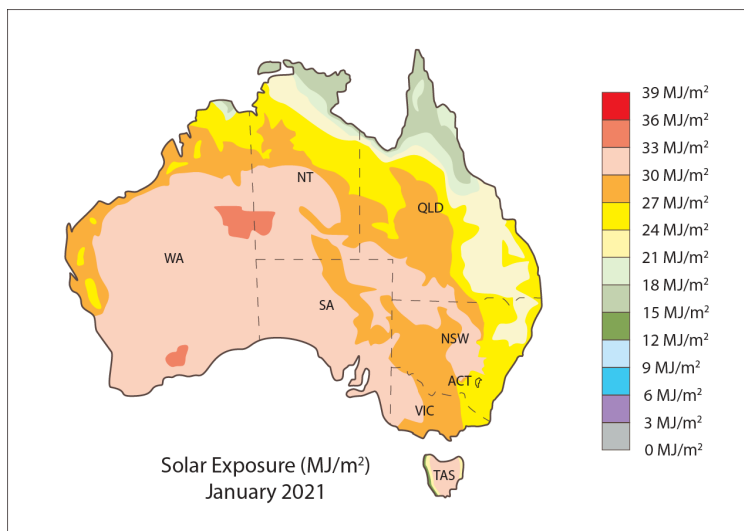 NT
QLD
WA
SA
NSW
ACT
VIC
TAS
Solar Exposure (MJ/m²)
January 2021
39 MJ/m²
36 MJ/m²
33 MJ/m²
30 MJ/m²
27 MJ/m²
24 MJ/m²
21 MJ/m²
18 MJ/m²
15 MJ/m²
12 MJ/m²
9 MJ/m²
6 MJ/m²
3 MJ/m²
0 MJ/m²